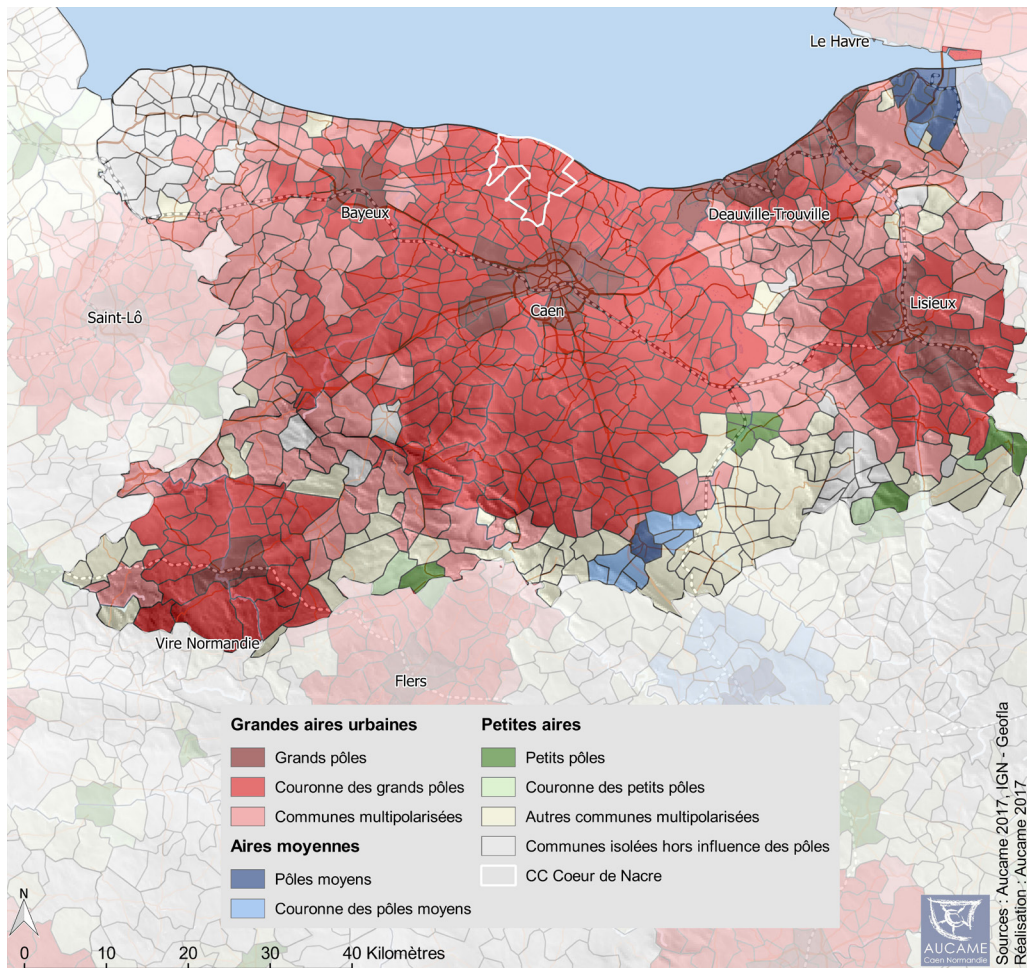 Le Havre
Bayeux
Deauville-Trouville
Caen
Lisieux
Saint-Lô
Vire Normandie
Flers
Grandes aires urbaines
Grands pôles
Couronne des grands pôles
Communes multipolarisées
Aires moyennes
Pôles moyens
Couronne des pôles moyens
Petites aires
Petits pôles
Couronne des petits pôles
Autres communes multipolarisées
Communes isolées hors influence des pôles
CC Coeur de Nacre
N
0 10 20 40 Kilomètres
AUCAME
Caen Normandie
Sources : Aucame 2017, IGN - Geofla
Réalisation : Aucame 2017